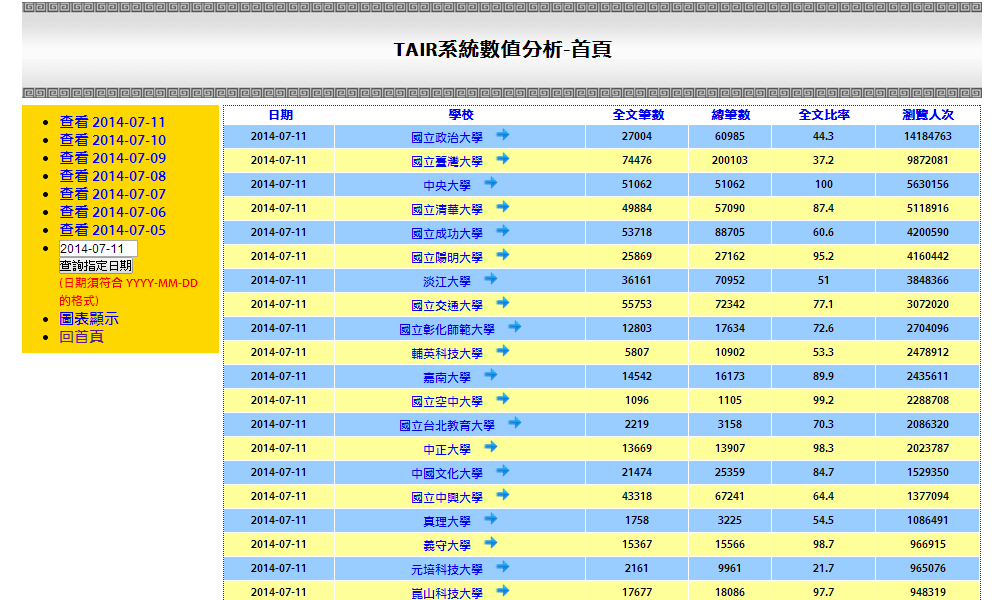 TAIR系統數值分析-首頁
查看 2014-07-11
查看 2014-07-10
查看 2014-07-09
查看 2014-07-08
查看 2014-07-07
查看 2014-07-06
查看 2014-07-05
2014-07-11
查詢指定日期
(日期須符合 YYYY-MM-DD
的格式)
圖表顯示
回首頁
日期 學校 全文筆數 總筆數 全文比率 瀏覽人次
2014-07-11 國立政治大學 27004 60985 44.3 14184763
2014-07-11 國立臺灣大學 74476 200103 37.2 9872081
2014-07-11 中央大學 51062 51062 100 5630156
2014-07-11 國立清華大學 49884 57090 87.4 5118916
2014-07-11 國立成功大學 53718 88705 60.6 4200590
2014-07-11 國立陽明大學 25869 27162 95.2 4160442
2014-07-11 淡江大學 36161 70952 51 3848366
2014-07-11 國立交通大學 55753 72342 77.1 3072020
2014-07-11 國立彰化師範大學 12803 17634 72.6 2704096
2014-07-11 輔英科技大學 5807 10902 53.3 2478912
2014-07-11 嘉南大學 14542 16173 89.9 2435611
2014-07-11 國立空中大學 1096 1105 99.2 2288708
2014-07-11 國立台北教育大學 2219 3158 70.3 2086320
2014-07-11 中正大學 13669 13907 98.3 2023787
2014-07-11 中國文化大學 21474 25359 84.7 1529350
2014-07-11 國立中興大學 43318 67241 64.4 1377094
2014-07-11 真理大學 1758 3225 54.5 1086491
2014-07-11 義守大學 15367 15566 98.7 966915
2014-07-11 元培科技大學 2161 9961 21.7 965076
2014-07-11 崑山科技大學 17677 18086 97.7 948319